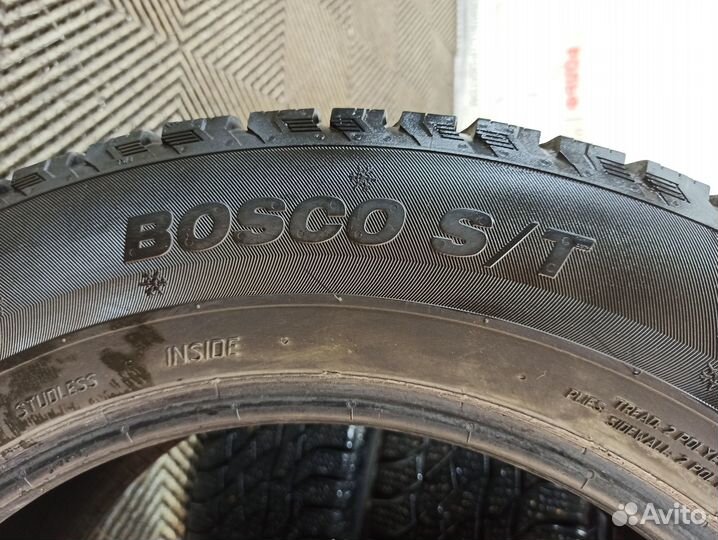 BOSCO S/T
INSIDE
STUDLESS
TREAD: 2 POLY
PLIES: SIDEWALL: 2 POL
Avito